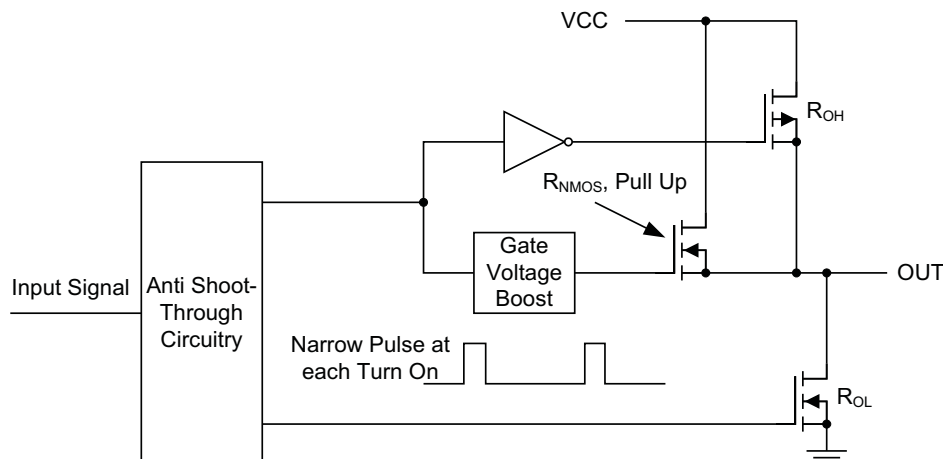 VCC
R_OH
R_NMOS, Pull Up
Gate
Voltage
Boost
OUT
Input Signal
Anti Shoot-
Through
Circuitry
Narrow Pulse at
each Turn On
R_OL